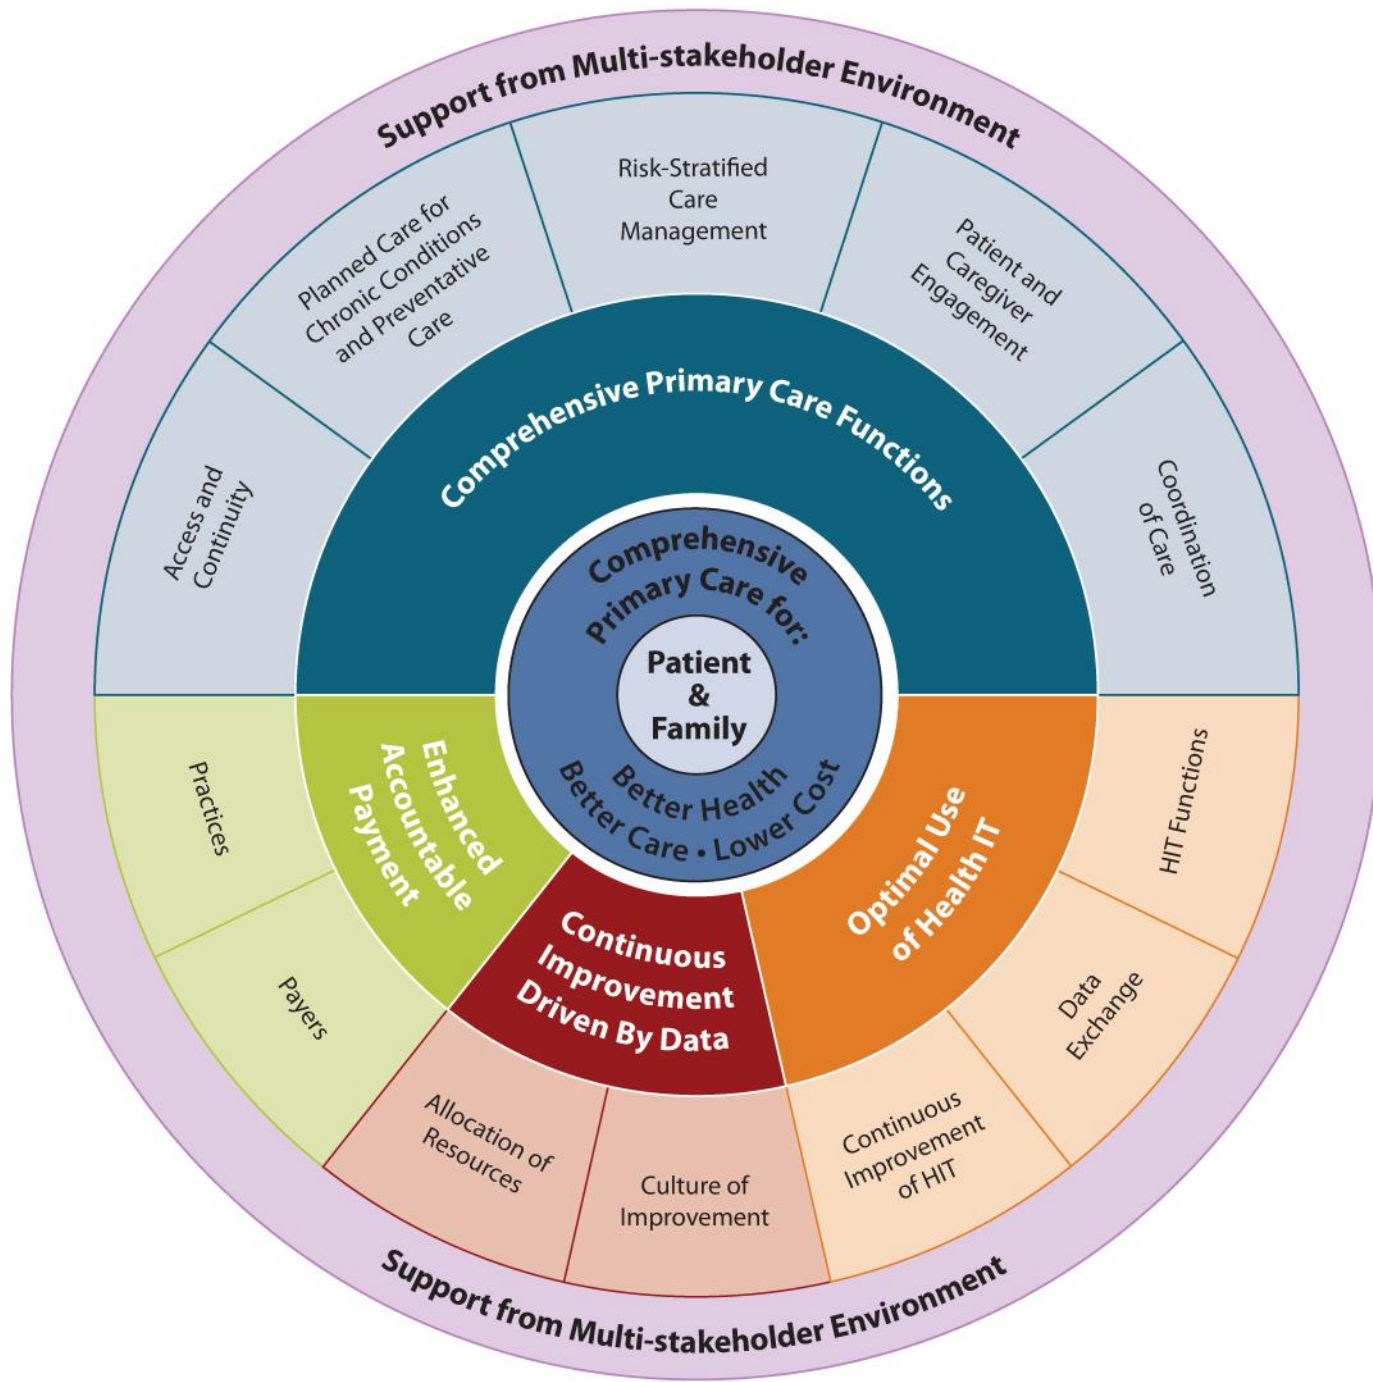 Support from Multi-stakeholder Environment
Risk-Stratified
Care
Management
Planned Care for
Chronic Conditions
and Preventative
Care
Patient and
Caregiver
Engagement
Access and
Continuity
Coordination
of Care
Comprehensive Primary Care Functions
Comprehensive
Primary Care for:
Patient
&
Family
Better Health
Better Care • Lower Cost
Enhanced
Accountable
Payment
Practices
Payers
Continuous
Improvement
Driven By Data
Allocation of
Resources
Culture of
Improvement
Optimal Use
of Health IT
HIT Functions
Data
Exchange
Continuous
Improvement
of HIT
Support from Multi-stakeholder Environment